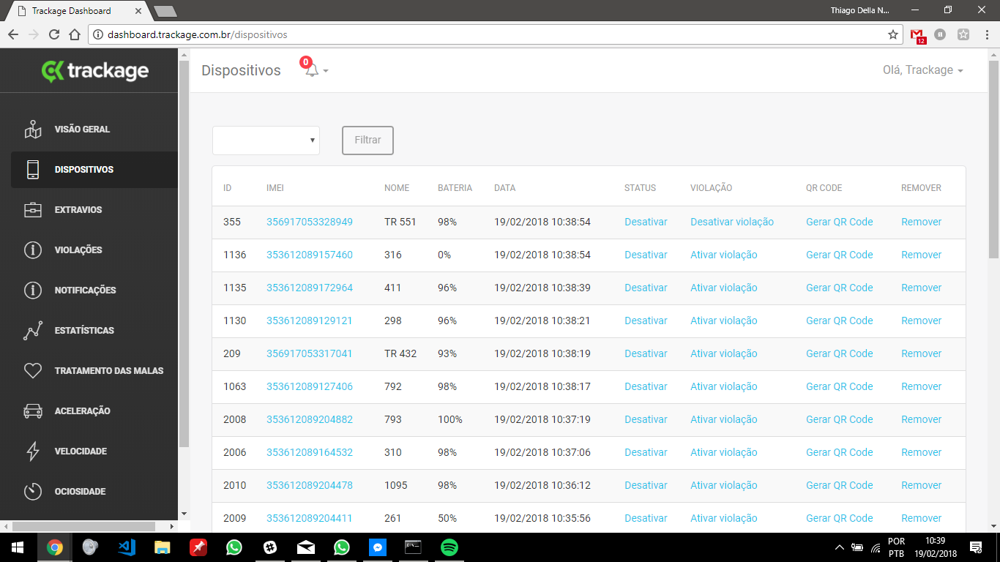 Trackage Dashboard
Thiago Della N...
dashboard.trackage.com.br/dispositivos
12
trackage
Dispositivos
0
Olá, Trackage
VISÃO GERAL
DISPOSITIVOS
EXTRAVIOS
VIOLAÇÕES
NOTIFICAÇÕES
ESTATÍSTICAS
TRATAMENTO DAS MALAS
ACELERAÇÃO
VELOCIDADE
OCIOSIDADE
Filtrar
ID IMEI NOME BATERIA DATA STATUS VIOLAÇÃO QR CODE REMOVER
355 356917053328949 TR 551 98% 19/02/2018 10:38:54 Desativar Desativar violação Gerar QR Code Remover
1136 353612089157460 316 0% 19/02/2018 10:38:54 Desativar Ativar violação Gerar QR Code Remover
1135 353612089172964 411 96% 19/02/2018 10:38:39 Desativar Ativar violação Gerar QR Code Remover
1130 353612089129121 298 96% 19/02/2018 10:38:21 Desativar Ativar violação Gerar QR Code Remover
209 356917053317041 TR 432 93% 19/02/2018 10:38:19 Desativar Ativar violação Gerar QR Code Remover
1063 353612089127406 792 98% 19/02/2018 10:38:17 Desativar Ativar violação Gerar QR Code Remover
2008 353612089204882 793 100% 19/02/2018 10:37:19 Desativar Ativar violação Gerar QR Code Remover
2006 353612089164532 310 98% 19/02/2018 10:37:06 Desativar Ativar violação Gerar QR Code Remover
2010 353612089204478 1095 98% 19/02/2018 10:36:12 Desativar Ativar violação Gerar QR Code Remover
2009 353612089204411 261 50% 19/02/2018 10:35:56 Desativar Ativar violação Gerar QR Code Remover
POR
PTB
10:39
19/02/2018